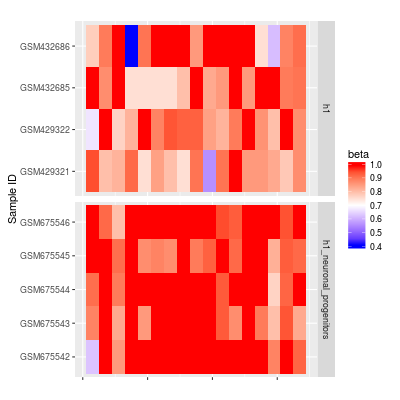 GSM432686
GSM432685
GSM429322
GSM429321
h1
GSM675546
GSM675545
GSM675544
GSM675543
GSM675542
h1_neuronal_progenitors
Sample ID
beta
1.0
0.9
0.8
0.7
0.6
0.5
0.4